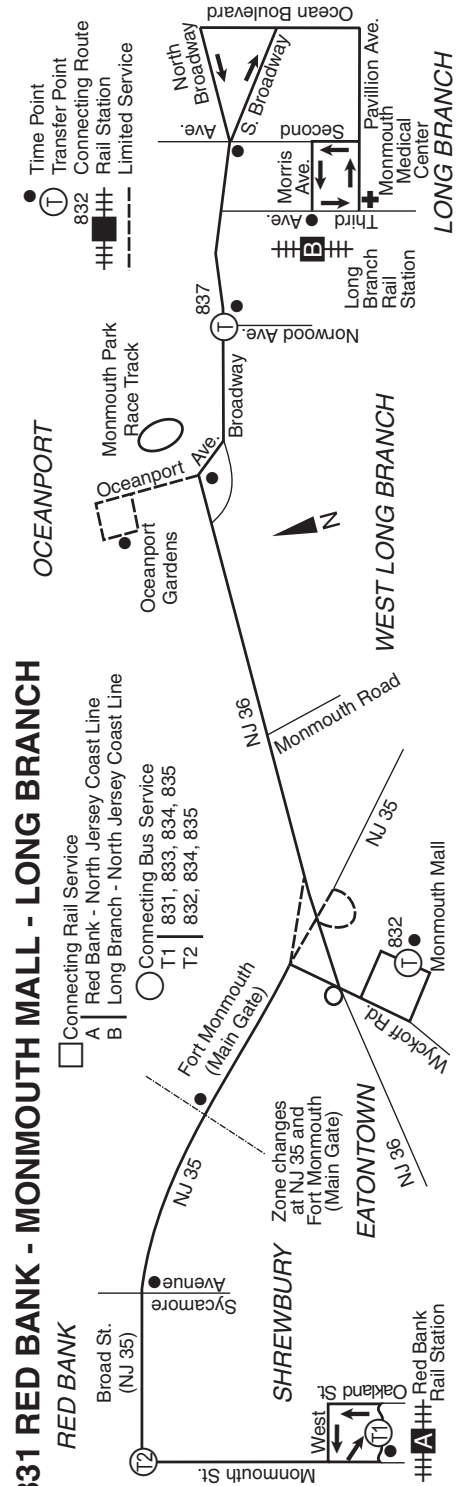 831 RED BANK - MONMOUTH MALL - LONG BRANCH
RED BANK
Broad St.
(NJ 35)
T2
Monmouth St.
West
Oakland St.
T1
A
Red Bank
Rail Station
SHREWBURY
Sycamore
Avenue
NJ 35
Connecting Rail Service
A Red Bank - North Jersey Coast Line
B Long Branch - North Jersey Coast Line
Connecting Bus Service
T1 831, 833, 834, 835
T2 832, 834, 835
Fort Monmouth
(Main Gate)
Zone changes
at NJ 35 and
Fort Monmouth
(Main Gate)
EATONTOWN
NJ 36
Wyckoff Rd.
T
832
Monmouth Mall
NJ 35
NJ 36
Monmouth Road
WEST LONG BRANCH
N
OCEANPORT
Oceanport
Gardens
Oceanport
Ave.
Monmouth Park
Race Track
Broadway
T
837
Norwood Ave.
Long
Branch
Rail
Station
B
Third
Ave.
Morris
Ave.
Second
Ave.
North
Broadway
S. Broadway
Ocean Boulevard
Pavillion Ave.
Monmouth
Medical
Center
LONG BRANCH
Time Point
T Transfer Point
832 Connecting Route
Rail Station
Limited Service